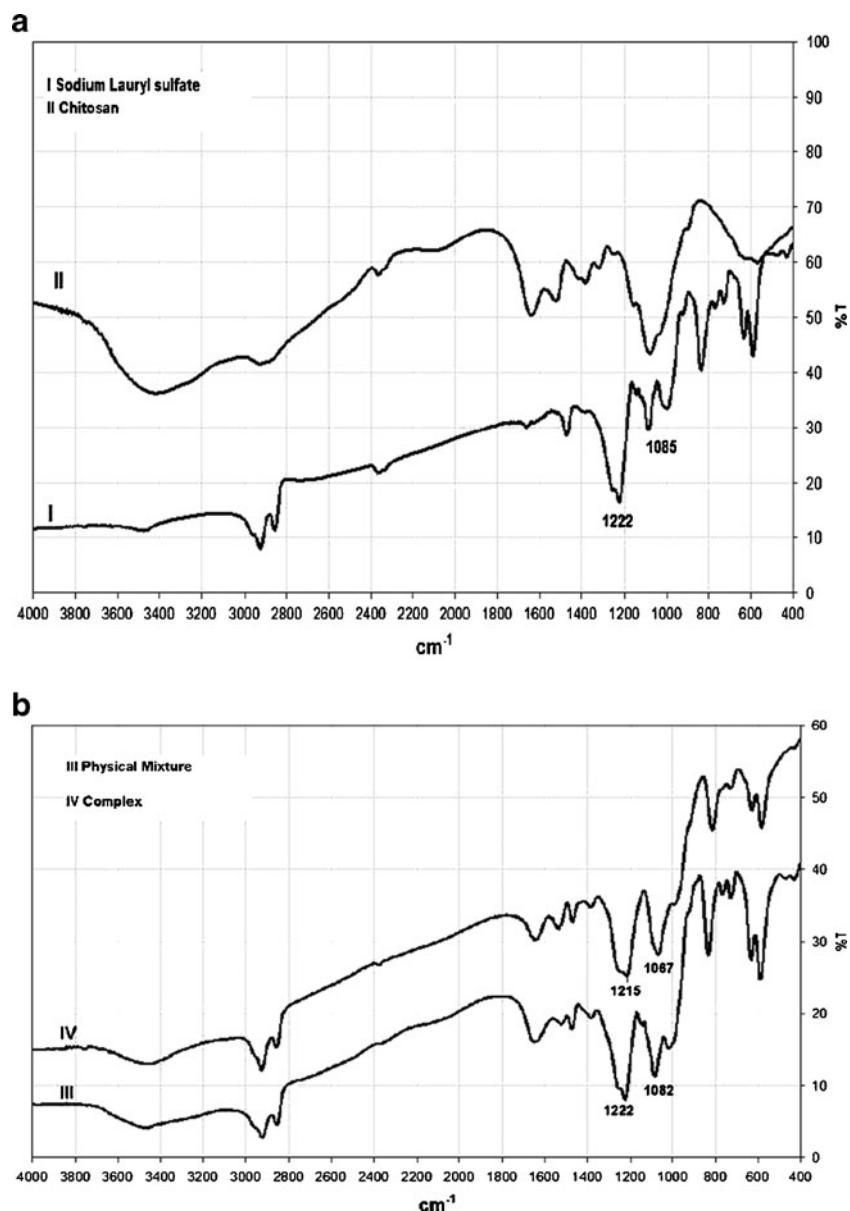 a
I Sodium Lauryl sulfate
II Chitosan
100
90
80
70
60
50
40
30
20
10
0
%T
II
I
1085
1222
4000 3800 3600 3400 3200 3000 2800 2600 2400 2200 2000 1800 1600 1400 1200 1000 800 600 400
cm-1
b
III Physical Mixture
IV Complex
60
50
40
30
20
10
0
%T
IV
III
1067
1215
1082
1222
4000 3800 3600 3400 3200 3000 2800 2600 2400 2200 2000 1800 1600 1400 1200 1000 800 600
cm-1